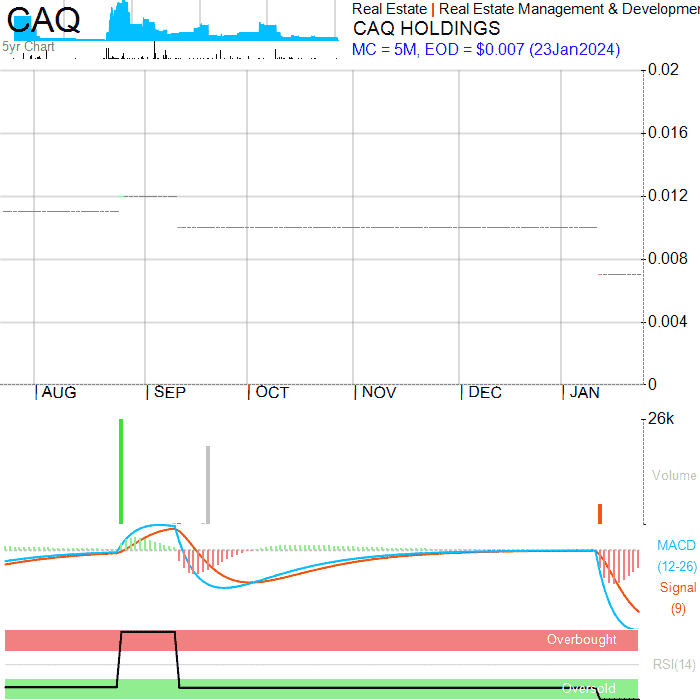 CAQ
5yr Chart
Real Estate | Real Estate Management & Developmen
CAQ HOLDINGS
MC = 5M, EOD = $0.007 (23Jan2024)
0.02
0.016
0.012
0.008
0.004
0
AUG SEP OCT NOV DEC JAN
26k
Volume
MACD
(12-26)
Signal
(9)
Overbought
RSI(14)
Oversold